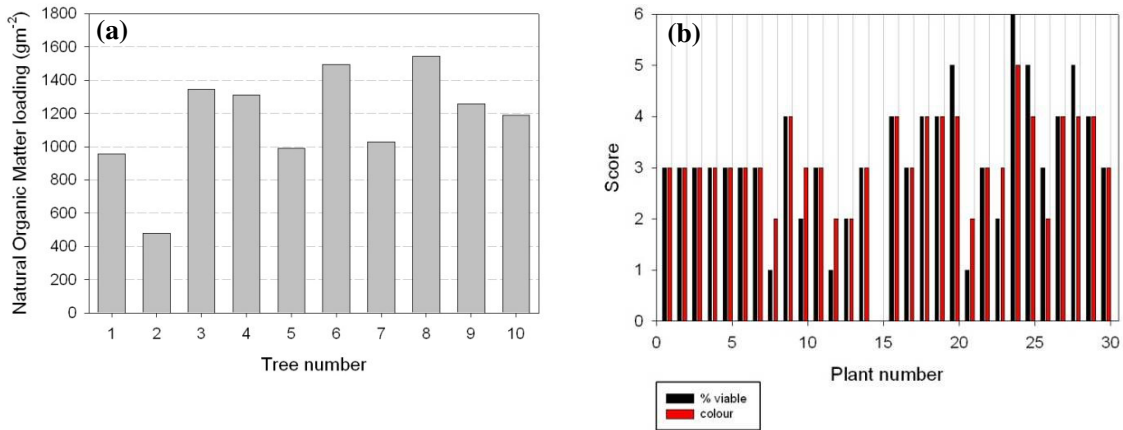 (a)
Natural Organic Matter loading (gm-2)
1800
1600
1400
1200
1000
800
600
400
200
0
1 2 3 4 5 6 7 8 9 10
Tree number
(b)
Score
6
5
4
3
2
1
0
0 5 10 15 20 25 30
Plant number
% viable
colour